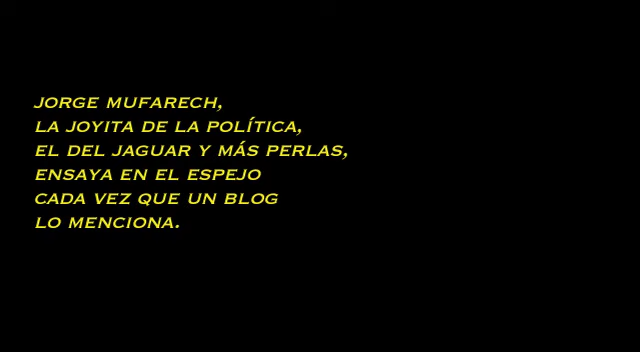 JORGE MUFARECH,
LA JOYITA DE LA POLÍTICA,
EL DEL JAGUAR Y MÁS PERLAS,
ENSAYA EN EL ESPEJO
CADA VEZ QUE UN BLOG
LO MENCIONA.